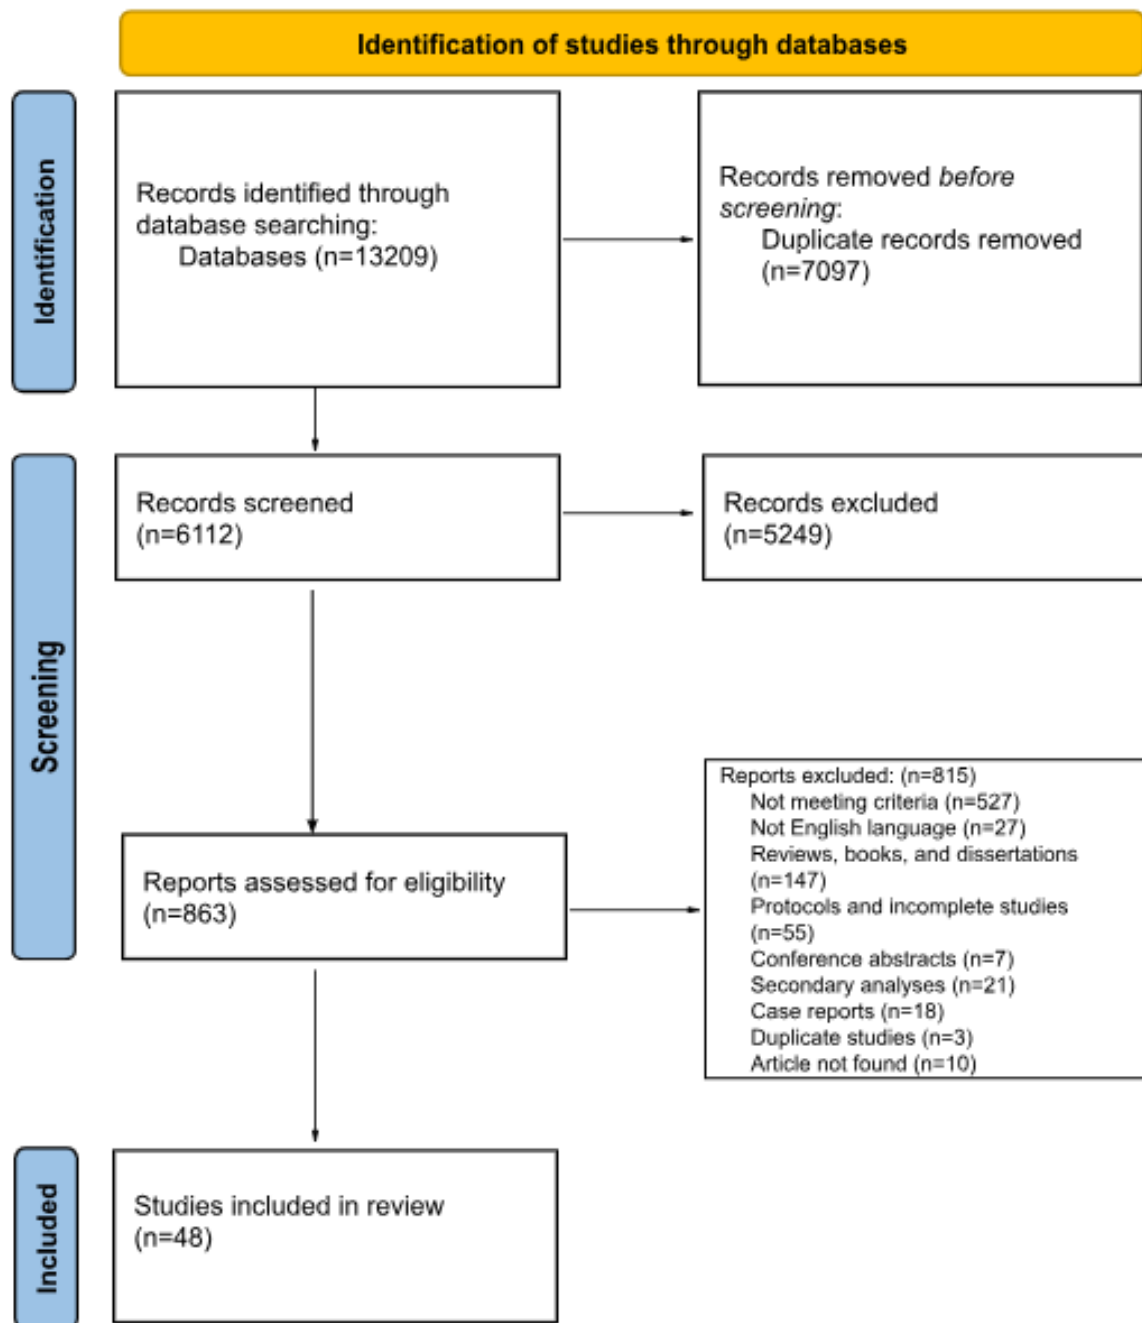 Identification of studies through databases
Identification
Records identified through
database searching:
Databases (n=13209)
Records removed before
screening:
Duplicate records removed
(n=7097)
Screening
Records screened
(n=6112)
Records excluded
(n=5249)
Reports assessed for eligibility
(n=863)
Reports excluded: (n=815)
Not meeting criteria (n=527)
Not English language (n=27)
Reviews, books, and dissertations
(n=147)
Protocols and incomplete studies
(n=55)
Conference abstracts (n=7)
Secondary analyses (n=21)
Case reports (n=18)
Duplicate studies (n=3)
Article not found (n=10)
Included
Studies included in review
(n=48)